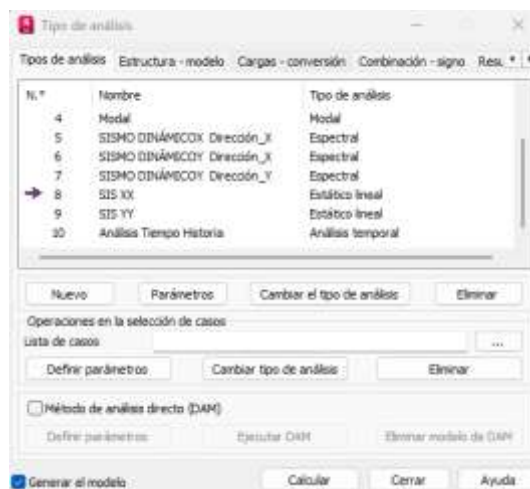 Tipo de análisis
Tipos de análisis Estructura - modelo Cargas - conversión Combinación - signo Resu
N.º Nombre Tipo de análisis
4 Modal Modal
5 SISMO DINÁMICOX Dirección_X Espectral
6 SISMO DINÁMICOY Dirección_X Espectral
7 SISMO DINÁMICOY Dirección_Y Espectral
8 SIS XX Estático lineal
9 SIS YY Estático lineal
10 Análisis Tiempo Historia Análisis temporal
Nuevo Parámetros Cambiar el tipo de análisis Eliminar
Operaciones en la selección de casos
Lista de casos ...
Definir parámetros Cambiar tipo de análisis Eliminar
Método de análisis directo (DAM)
Definir parámetros Ejecutar DAM Eliminar modelo de DAM
Generar el modelo Calcular Cerrar Ayuda